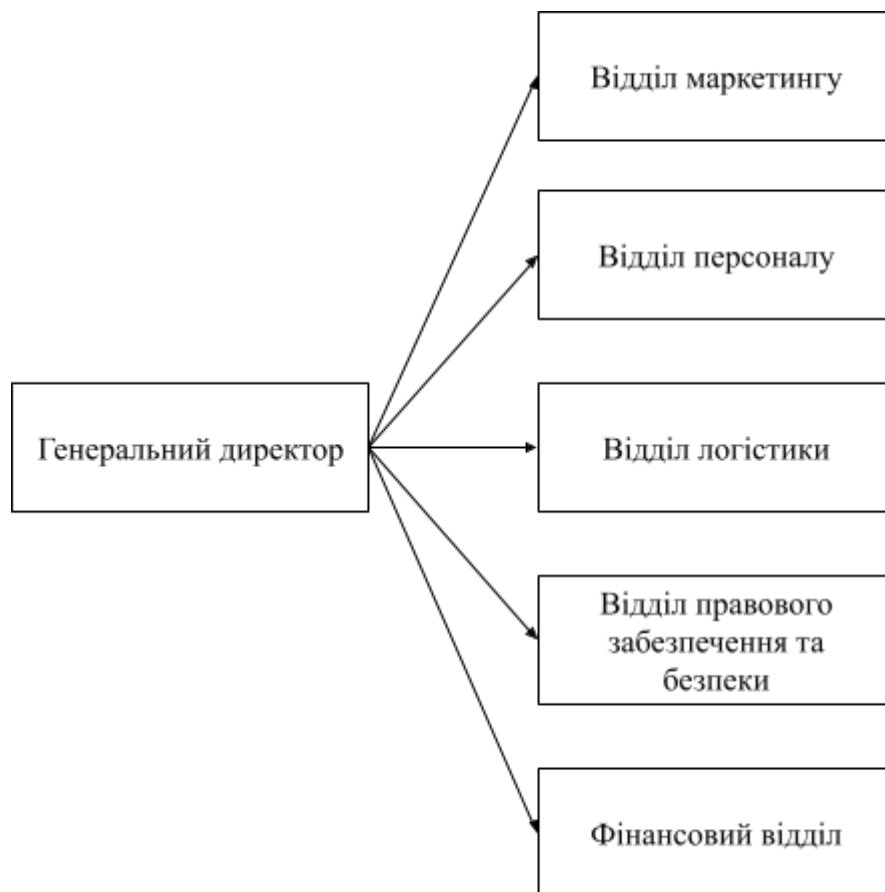 Відділ маркетингу
Відділ персоналу
Генеральний директор
Відділ логістики
Відділ правового
забезпечення та
безпеки
Фінансовий відділ